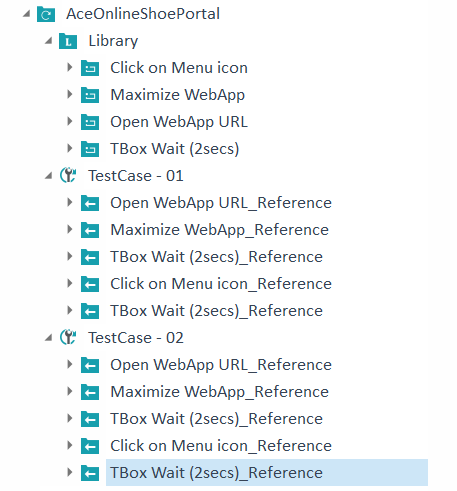 AceOnlineShoePortal
L Library
Click on Menu icon
Maximize WebApp
Open WebApp URL
TBox Wait (2secs)
TestCase - 01
Open WebApp URL_Reference
Maximize WebApp_Reference
TBox Wait (2secs)_Reference
Click on Menu icon_Reference
TBox Wait (2secs)_Reference
TestCase - 02
Open WebApp URL_Reference
Maximize WebApp_Reference
TBox Wait (2secs)_Reference
Click on Menu icon_Reference
TBox Wait (2secs)_Reference